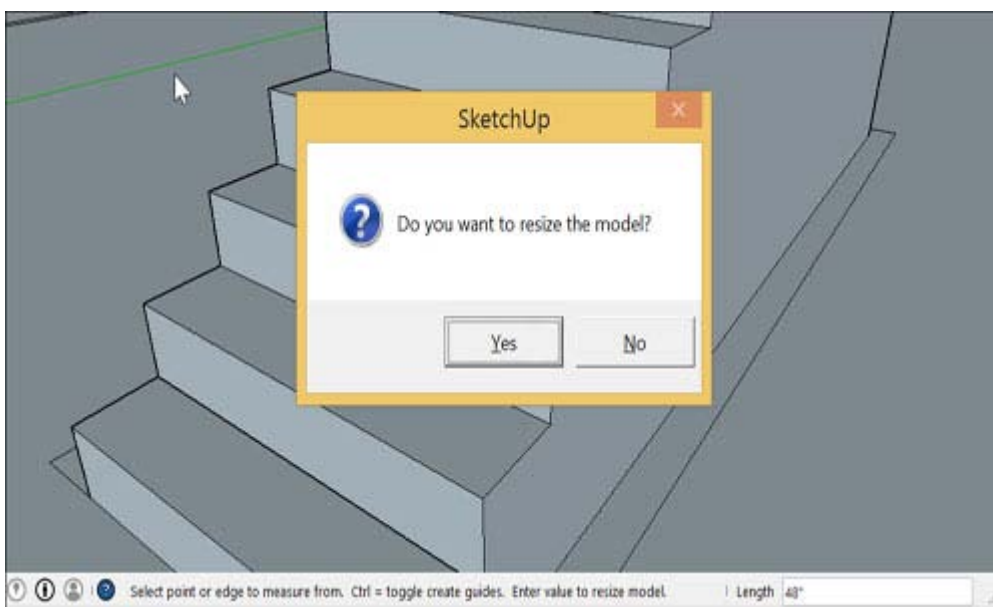 SketchUp
Do you want to resize the model?
Yes
No
Select point or edge to measure from. Ctrl = toggle create guides. Enter value to resize model.
Length 48"